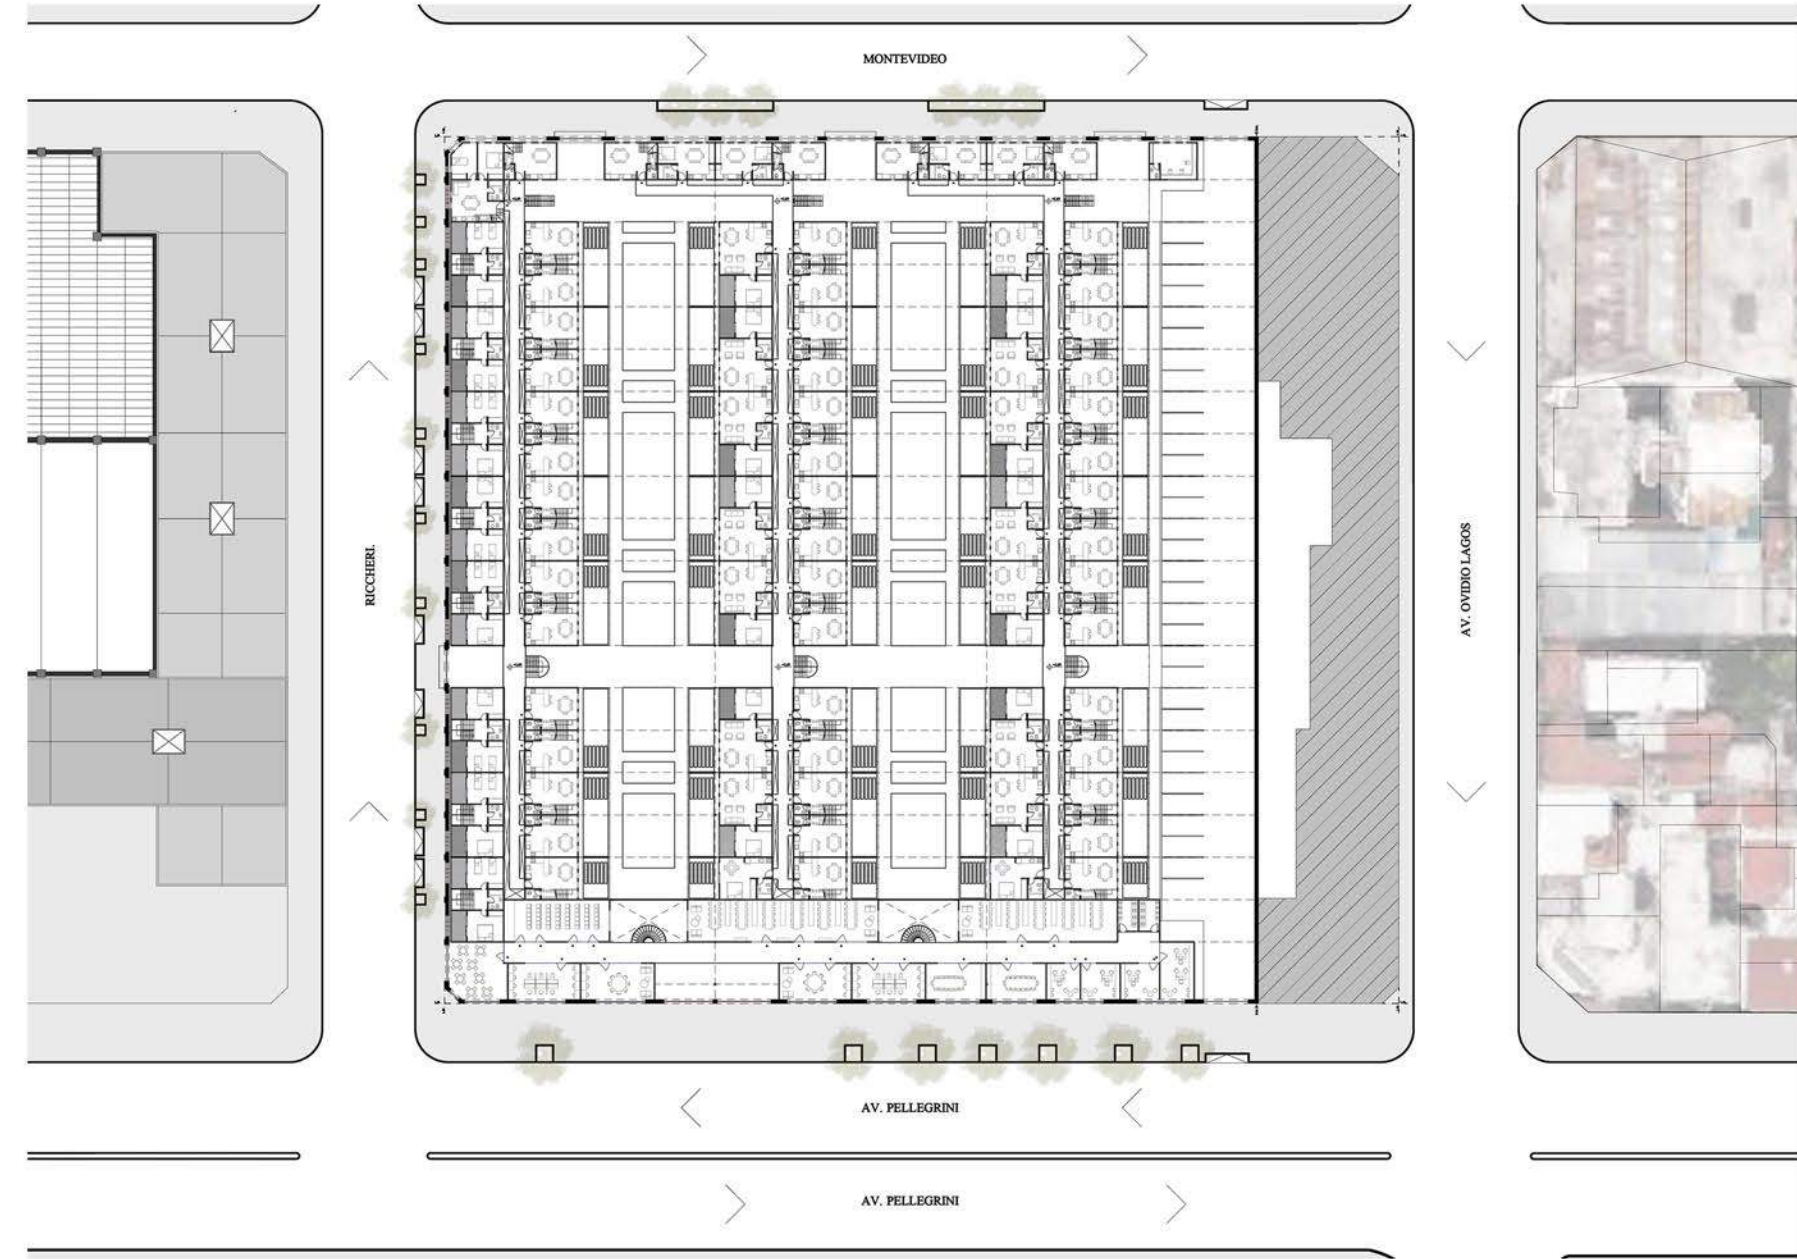 MONTEVIDEO
RICCHERI.
AV. OVIDIO LAGOS
AV. PELLEGRINI
AV. PELLEGRINI